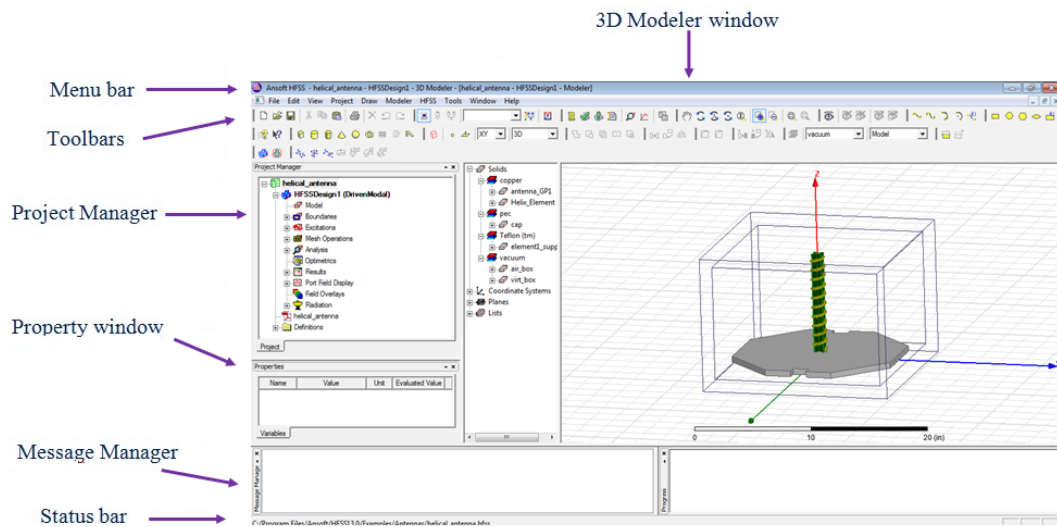 3D Modeler window
Menu bar
Toolbars
Project Manager
Property window
Message Manager
Status bar
Ansoft HFSS - helical_antenna - HFSSDesign1 - 3D Modeler - [helical_antenna - HFSSDesign1 - Modeler]
File Edit View Project Draw Modeler HFSS Tools Window Help
XY 3D vacuum Model
Project Manager
helical_antenna
HFSSDesign1 (DrivenModal)
Model
Boundaries
Excitations
Mesh Operations
Analysis
Optimetrics
Results
Port Field Display
Field Overlays
Radiation
helical_antenna
Definitions
Project
Properties
Name Value Unit Evaluated Value
Variables
Solids
copper
antenna_GP1
Helix_Element
pec
cap
Teflon (tm)
element1_supp
vacuum
air_box
virt_box
Coordinate Systems
Planes
Lists
Z
0 10 20 (in)
Message Manage
Progress
C:/Program Files/Ansoft/HFSS13.0/Examples/Antennas/helical_antenna.hfss